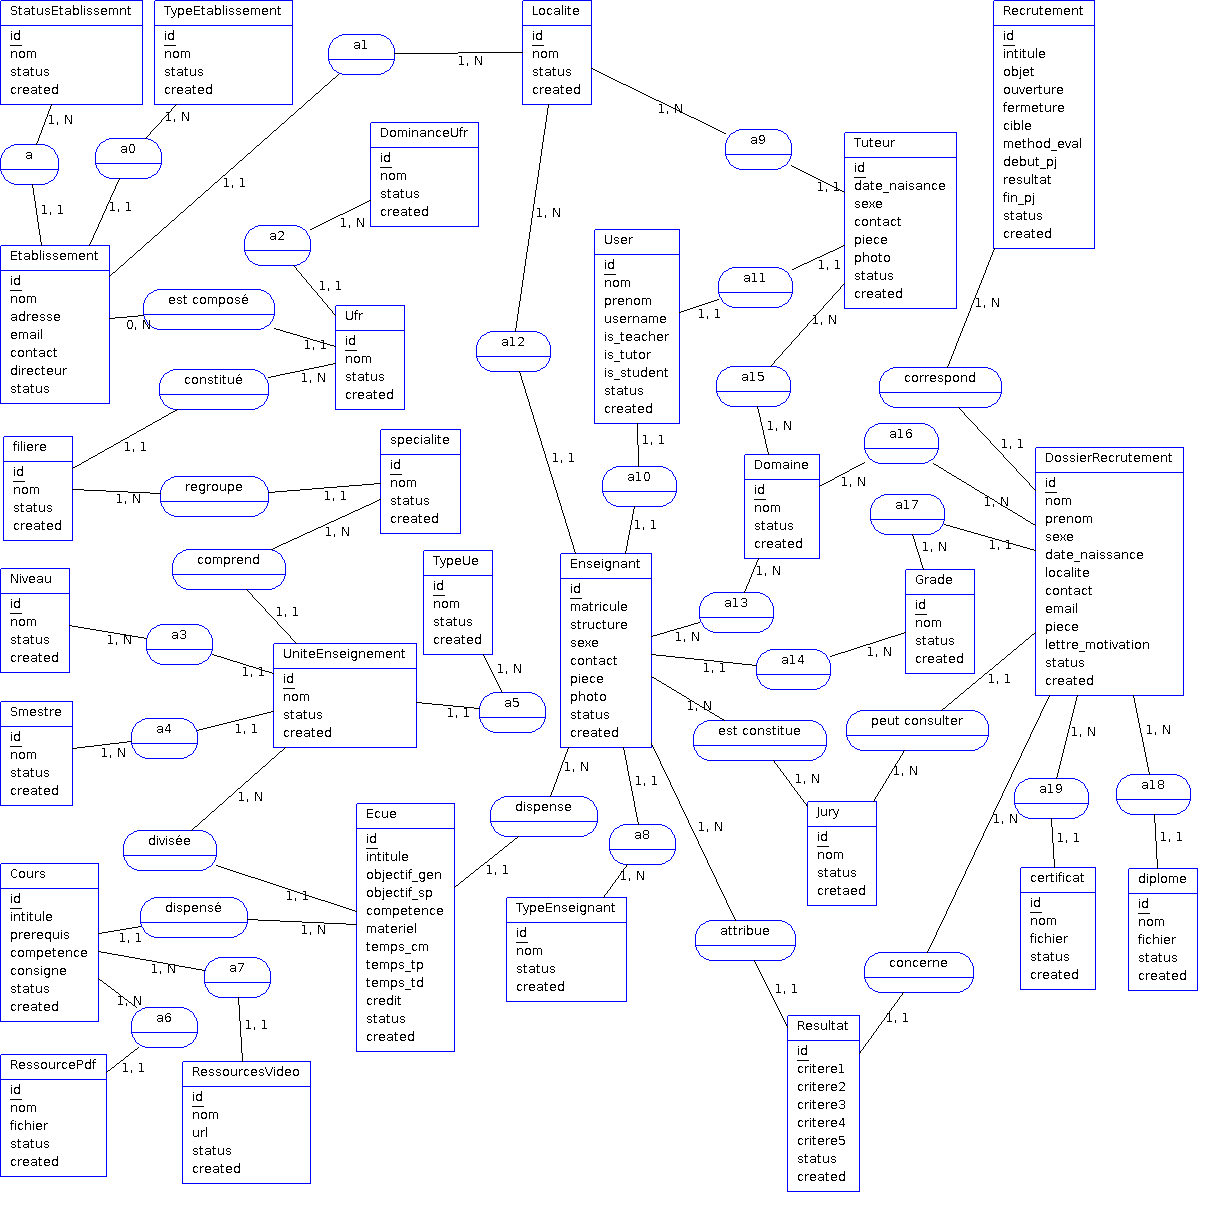 StatusEtablissemnt
id
nom
status
created
TypeEtablissement
id
nom
status
created
Localite
id
nom
status
created
Recrutement
id
intitule
objet
ouverture
fermeture
cible
method_eval
debut_pj
resultat
fin_pj
status
created
a1
1, N
1, N
1, N
1, N
a
a0
1, 1
1, 1
1, 1
DominanceUfr
id
nom
status
created
a9
1, 1
Tuteur
id
date_naisance
sexe
contact
piece
photo
status
created
a2
1, N
1, 1
1, N
User
id
nom
prenom
username
is_teacher
is_tutor
is_student
status
created
a11
1, 1
1, 1
Etablissement
id
nom
adresse
email
contact
directeur
status
est composé
0, N
1, 1
Ufr
id
nom
status
created
1, N
1, N
a12
constitué
1, N
1, 1
a15
1, N
correspond
1, 1
filiere
id
nom
status
created
regroupe
1, N
1, 1
specialite
id
nom
status
created
1, N
1, 1
1, 1
a10
1, 1
Domaine
id
nom
status
created
a16
1, N
1, N
a17
1, 1
1, N
DossierRecrutement
id
nom
prenom
sexe
date_naissance
localite
contact
email
piece
lettre_motivation
status
created
comprend
1, 1
TypeUe
id
nom
status
created
Enseignant
id
matricule
structure
sexe
contact
piece
photo
status
created
1, N
a13
1, N
Grade
id
nom
status
created
a14
1, 1
1, N
Niveau
id
nom
status
created
a3
1, N
1, 1
UniteEnseignement
id
nom
status
created
1, N
a5
1, 1
1, 1
Smestre
id
nom
status
created
a4
1, N
1, 1
est constitue
1, N
1, N
peut consulter
1, N
1, N
1, N
1, N
1, N
dispense
1, 1
1, 1
a8
1, N
1, N
Jury
id
nom
status
cretaed
a19
a18
1, N
1, 1
1, 1
divisée
1, 1
Ecue
id
intitule
objectif_gen
objectif_sp
competence
materiel
temps_cm
temps_tp
temps_td
credit
status
created
Cours
id
intitule
prerequis
competence
consigne
status
created
dispensé
1, 1
1, N
1, N
a7
1, 1
1, N
a6
1, 1
TypeEnseignant
id
nom
status
created
attribue
1, 1
concerne
1, 1
certificat
id
nom
fichier
status
created
diplome
id
nom
fichier
status
created
RessourcePdf
id
nom
fichier
status
created
RessourcesVideo
id
nom
url
status
created
Resultat
id
critere1
critere2
critere3
critere4
critere5
status
created